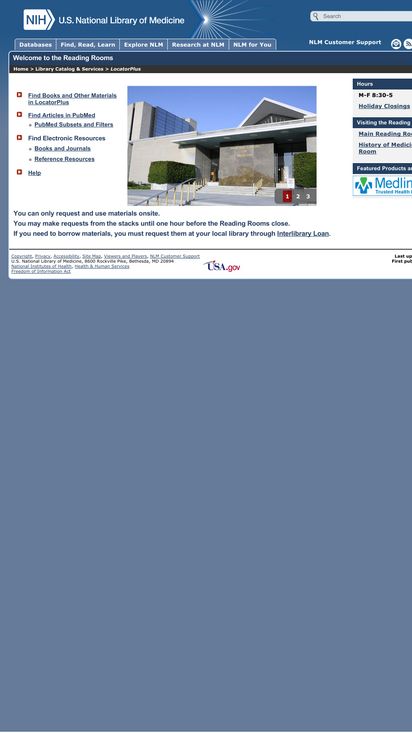 NIH U.S. National Library of Medicine
Search
Databases Find, Read, Learn Explore NLM Research at NLM NLM for You
NLM Customer Support
Welcome to the Reading Rooms
Home > Library Catalog & Services > LocatorPlus
Find Books and Other Materials
in LocatorPlus
Find Articles in PubMed
PubMed Subsets and Filters
Find Electronic Resources
Books and Journals
Reference Resources
Help
1 2 3
Hours
M-F 8:30-5
Holiday Closings
Visiting the Reading
Main Reading Roo
History of Medici
Room
Featured Products a
Medlin
Trusted Health I
You can only request and use materials onsite.
You may make requests from the stacks until one hour before the Reading Rooms close.
If you need to borrow materials, you must request them at your local library through Interlibrary Loan.
Copyright, Privacy, Accessibility, Site Map, Viewers and Players, NLM Customer Support
U.S. National Library of Medicine, 8600 Rockville Pike, Bethesda, MD 20894
National Institutes of Health, Health & Human Services
Freedom of Information Act
USA.gov
Last up
First pu